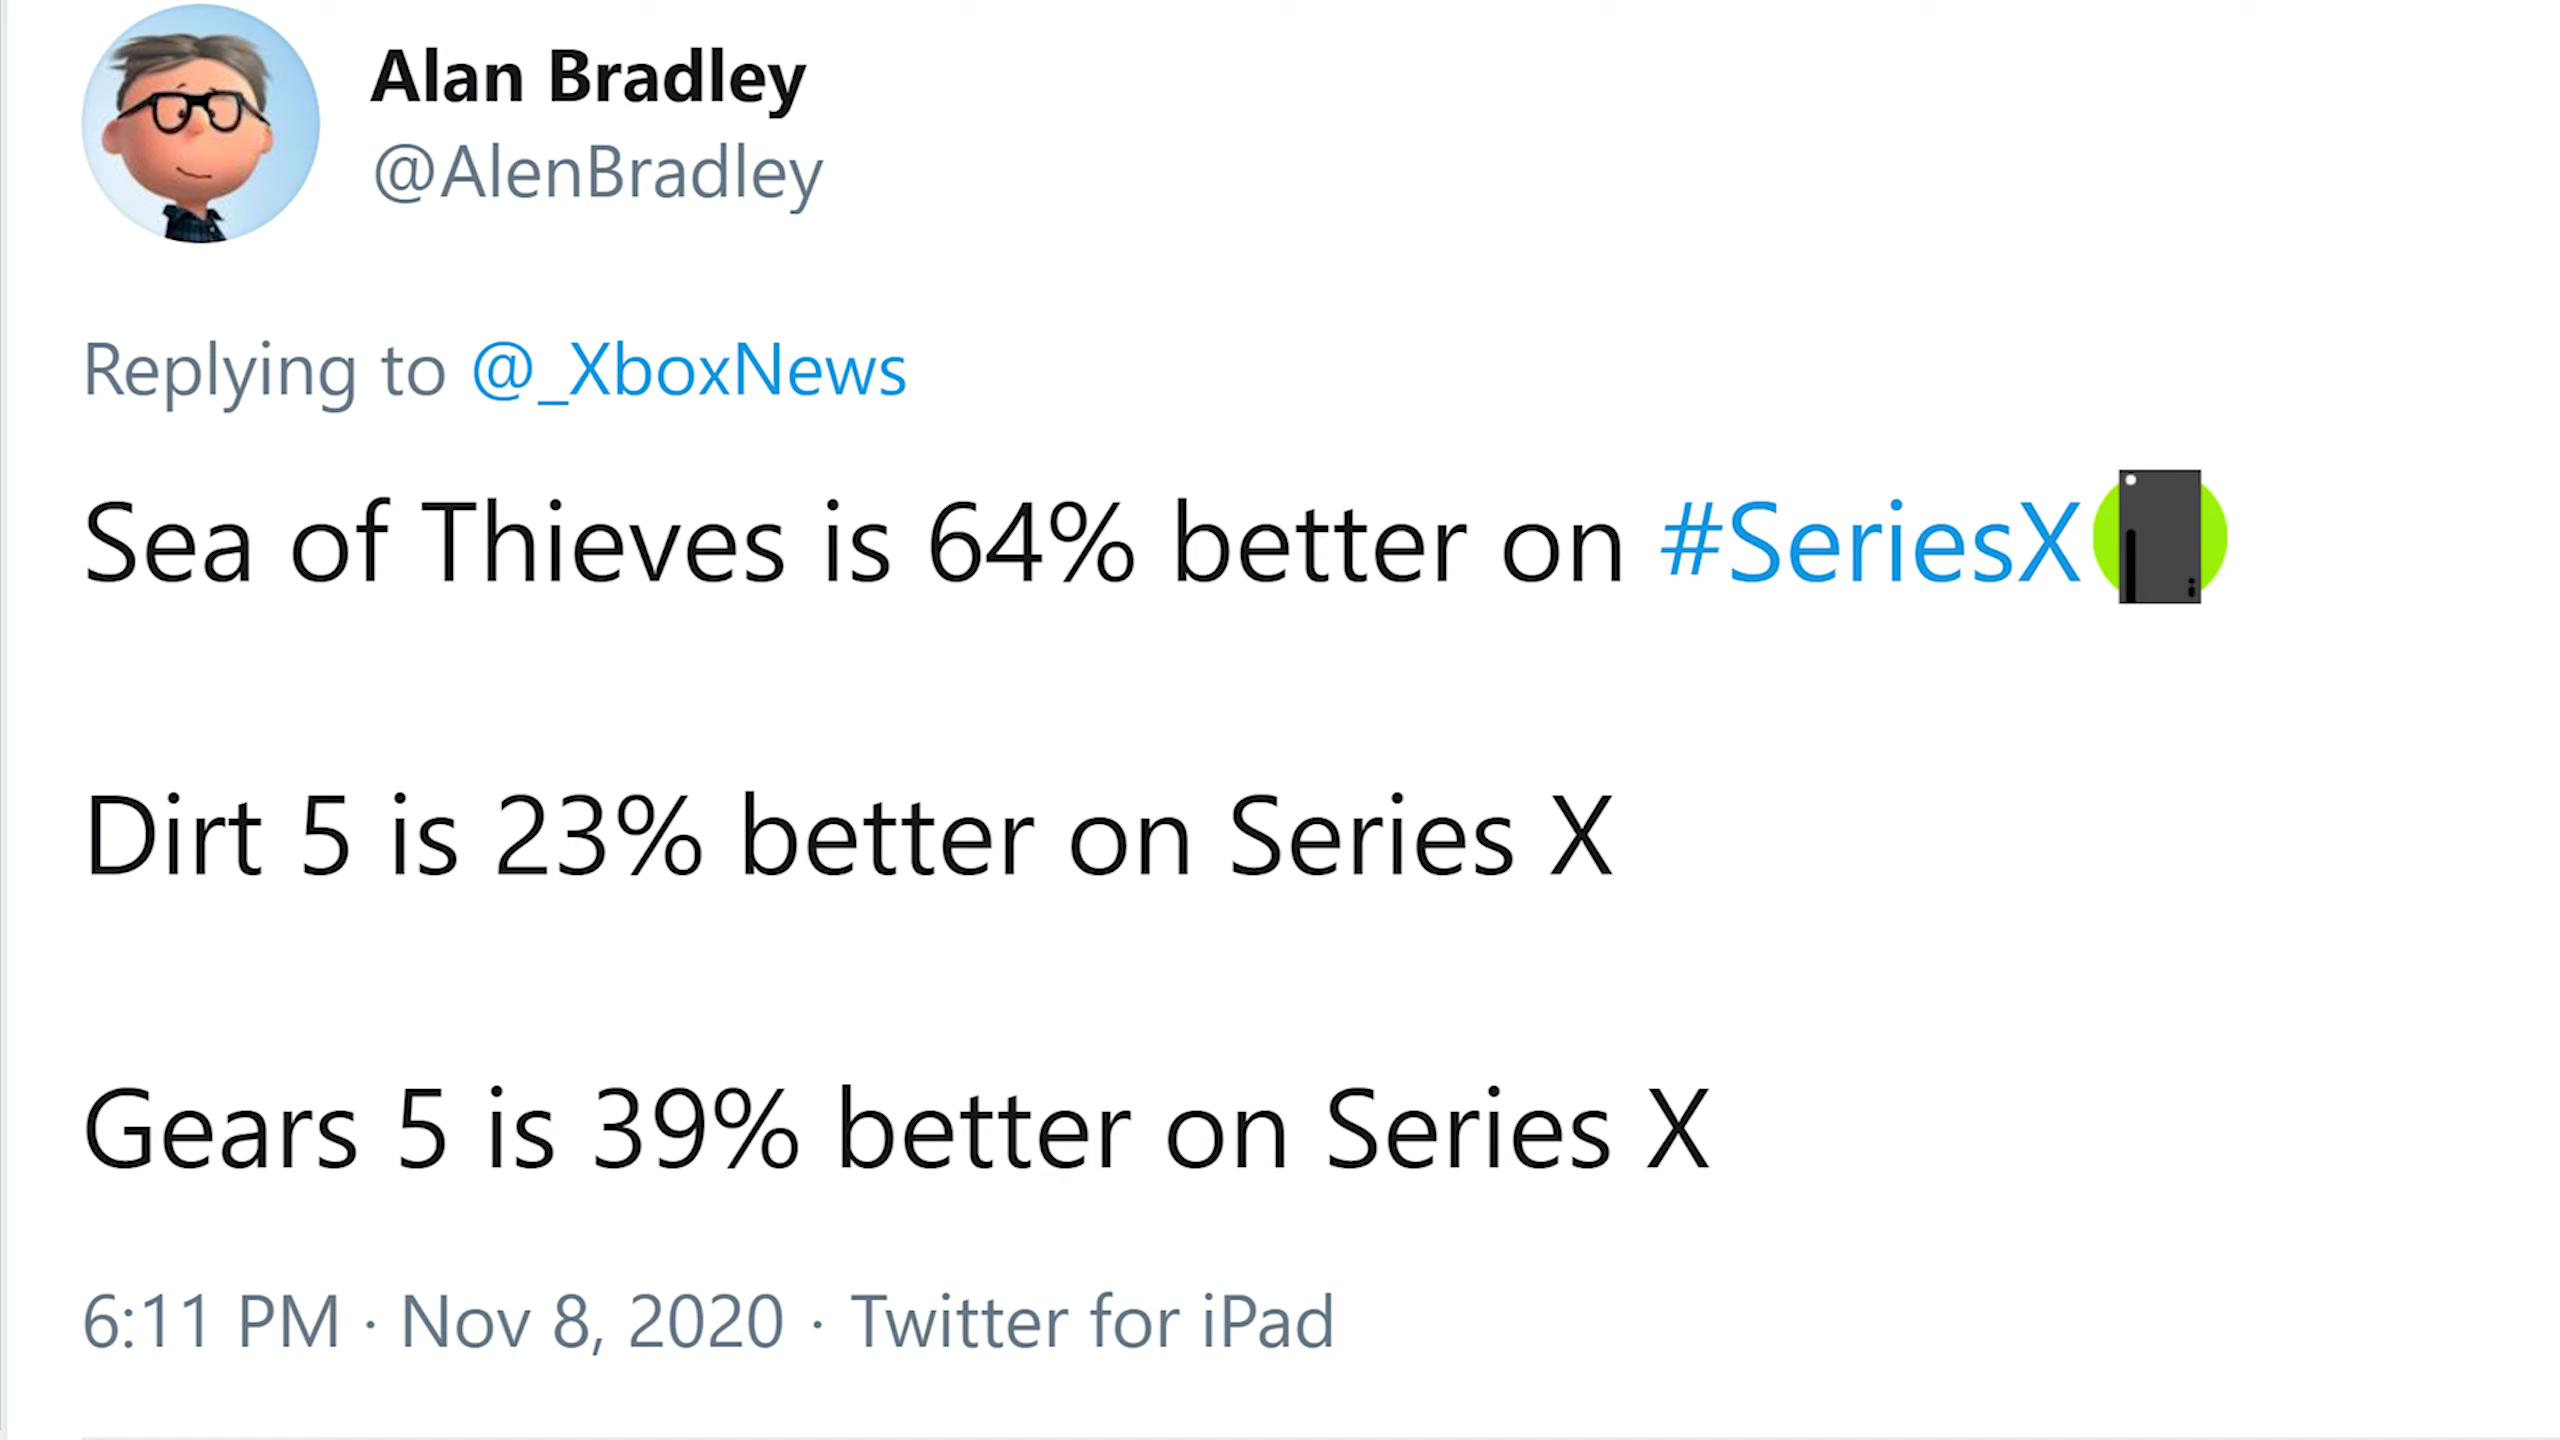 Alan Bradley
@AlenBradley
Replying to @_XboxNews
Sea of Thieves is 64% better on #SeriesX
Dirt 5 is 23% better on Series X
Gears 5 is 39% better on Series X
6:11 PM · Nov 8, 2020 · Twitter for iPad